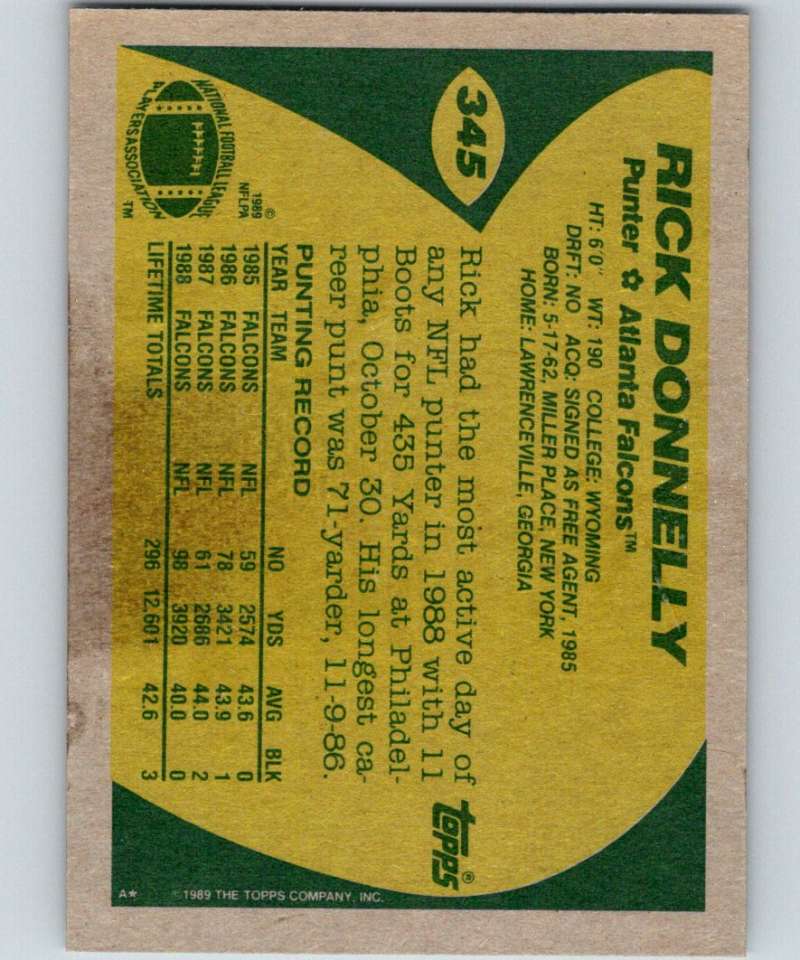 345
RICK DONNELLY
Punter ✩ Atlanta Falcons™
HT: 6'0" WT: 190 COLLEGE: WYOMING
DRFT: NO ACQ: SIGNED AS FREE AGENT, 1985
BORN: 5-17-62, MILLER PLACE, NEW YORK
HOME: LAWRENCEVILLE, GEORGIA
Rick had the most active day of
any NFL punter in 1988 with 11
Boots for 435 Yards at Philadel-
phia, October 30. His longest ca-
reer punt was 71-yarder, 11-9-86.
NATIONAL FOOTBALL LEAGUE
PLAYERS ASSOCIATION
TM
©
1989
NFLPA
PUNTING RECORD
YEAR TEAM NO YDS AVG BLK
1985 FALCONS NFL 59 2574 43.6 0
1986 FALCONS NFL 78 3421 43.9 1
1987 FALCONS NFL 61 2686 44.0 2
1988 FALCONS NFL 98 3920 40.0 0
LIFETIME TOTALS 296 12,601 42.6 3
topps®
©1989 THE TOPPS COMPANY, INC.
A*